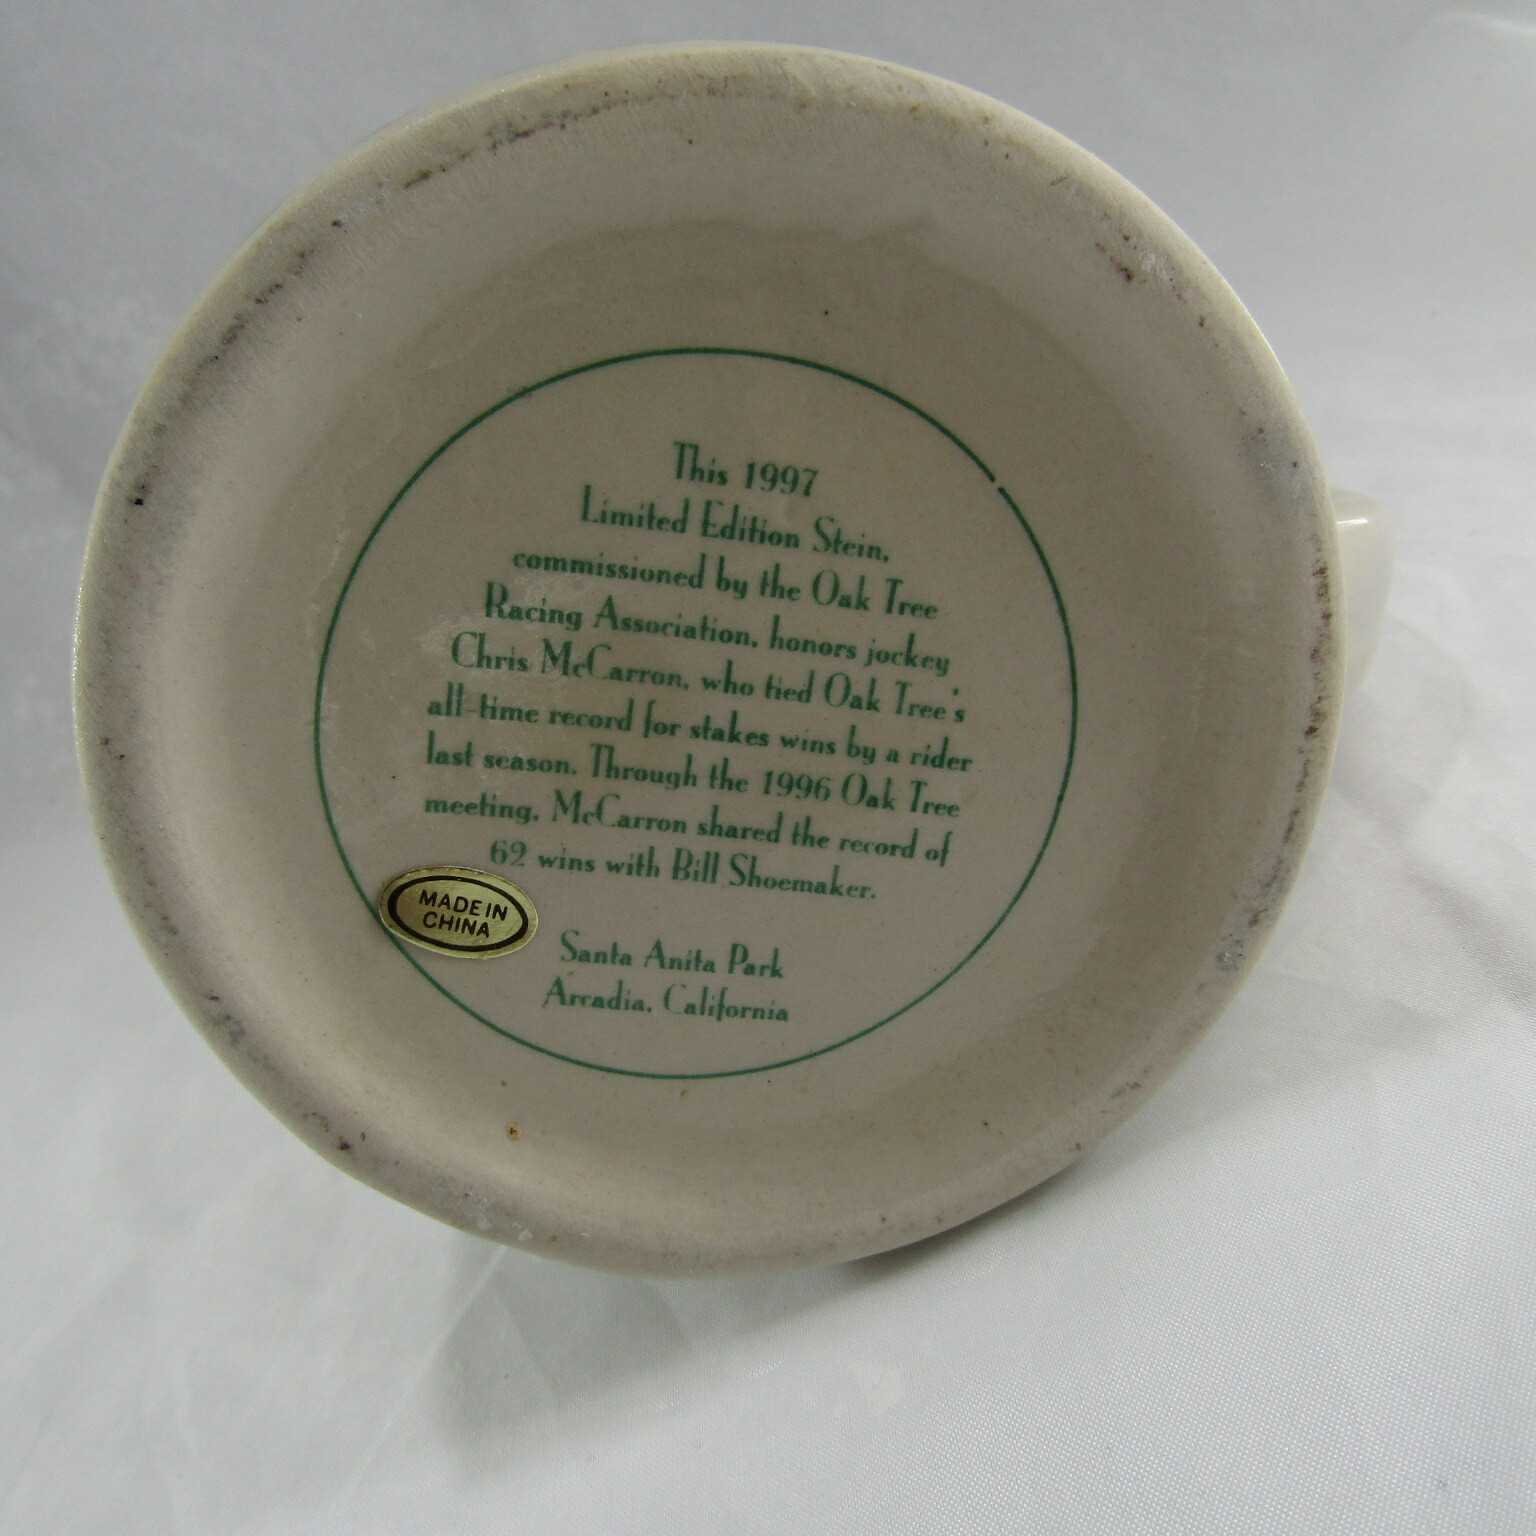 This 1997
Limited Edition Stein,
commissioned by the Oak Tree
Racing Association, honors jockey
Chris McCarron, who tied Oak Tree's
all-time record for stakes wins by a rider
last season. Through the 1996 Oak Tree
meeting, McCarron shared the record of
62 wins with Bill Shoemaker.
MADE IN
CHINA
Santa Anita Park
Arcadia, California